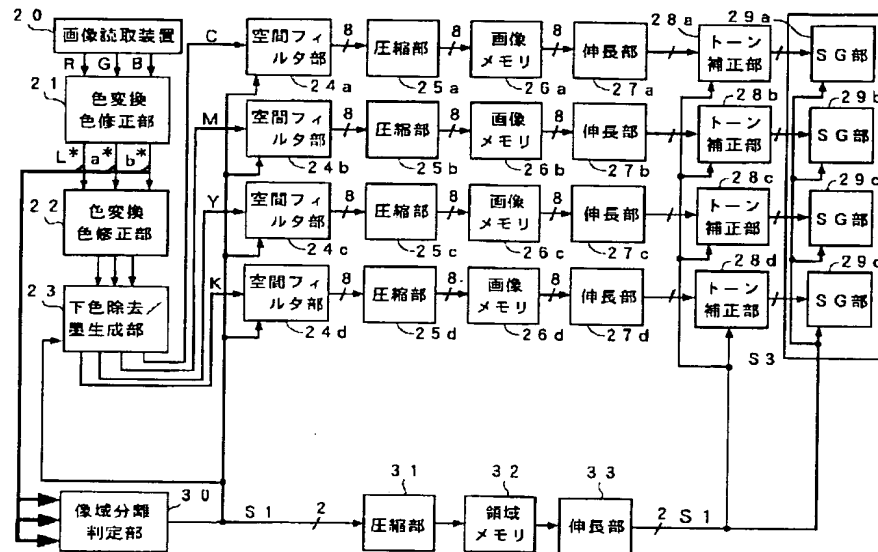 20
画像読取装置
R G B
21
色変換
色修正部
L* a* b*
22
色変換
色修正部
23
下色除去/
墨生成部
C
空間フィ
ルタ部
24a
8
圧縮部
25a
8
画像
メモリ
26a
8
伸長部
27a
28a
トーン
補正部
29a
SG部
M
空間フィ
ルタ部
24b
8
圧縮部
25b
8
画像
メモリ
26b
8
伸長部
27b
28b
トーン
補正部
29b
SG部
Y
空間フィ
ルタ部
24c
8
圧縮部
25c
8
画像
メモリ
26c
8
伸長部
27c
28c
トーン
補正部
29c
SG部
K
空間フィ
ルタ部
24d
8
圧縮部
25d
8
画像
メモリ
26d
8
伸長部
27d
28d
トーン
補正部
29d
SG部
S3
像域分離
判定部
30
S1
2
31
圧縮部
32
領域
メモリ
33
伸長部
2
S1